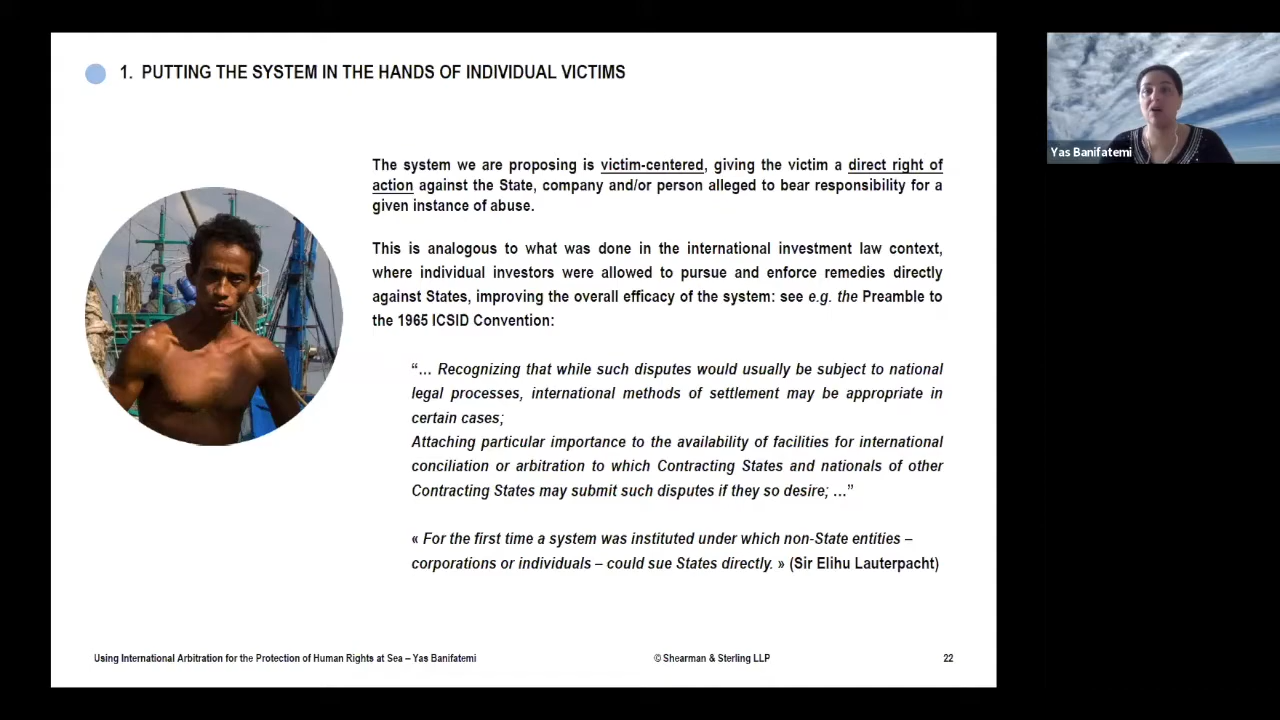 1. PUTTING THE SYSTEM IN THE HANDS OF INDIVIDUAL VICTIMS
The system we are proposing is victim-centered, giving the victim a direct right of
action against the State, company and/or person alleged to bear responsibility for a
given instance of abuse.
This is analogous to what was done in the international investment law context,
where individual investors were allowed to pursue and enforce remedies directly
against States, improving the overall efficacy of the system: see e.g. the Preamble to
the 1965 ICSID Convention:
“... Recognizing that while such disputes would usually be subject to national
legal processes, international methods of settlement may be appropriate in
certain cases;
Attaching particular importance to the availability of facilities for international
conciliation or arbitration to which Contracting States and nationals of other
Contracting States may submit such disputes if they so desire; ...”
« For the first time a system was instituted under which non-State entities –
corporations or individuals – could sue States directly. » (Sir Elihu Lauterpacht)
Using International Arbitration for the Protection of Human Rights at Sea – Yas Banifatemi
© Shearman & Sterling LLP
22
Yas Banifatemi